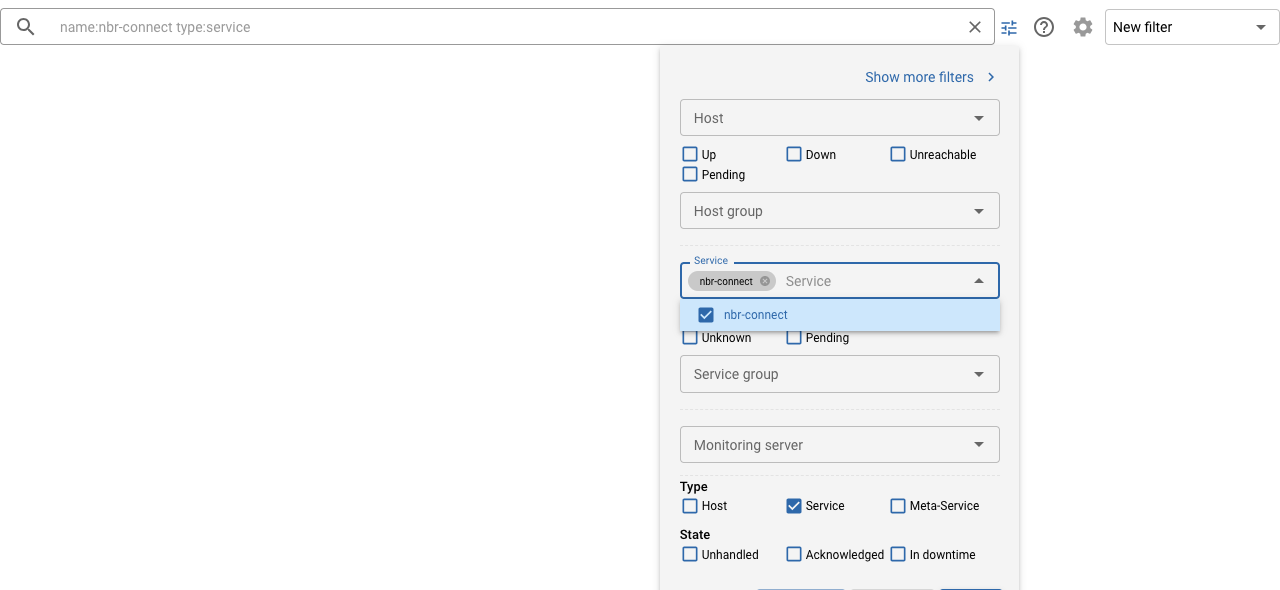 name:nbr-connect type:service
New filter
Show more filters
Host
Up Down Unreachable
Pending
Host group
Service
nbr-connect Service
nbr-connect
Unknown Pending
Service group
Monitoring server
Type
Host Service Meta-Service
State
Unhandled Acknowledged In downtime